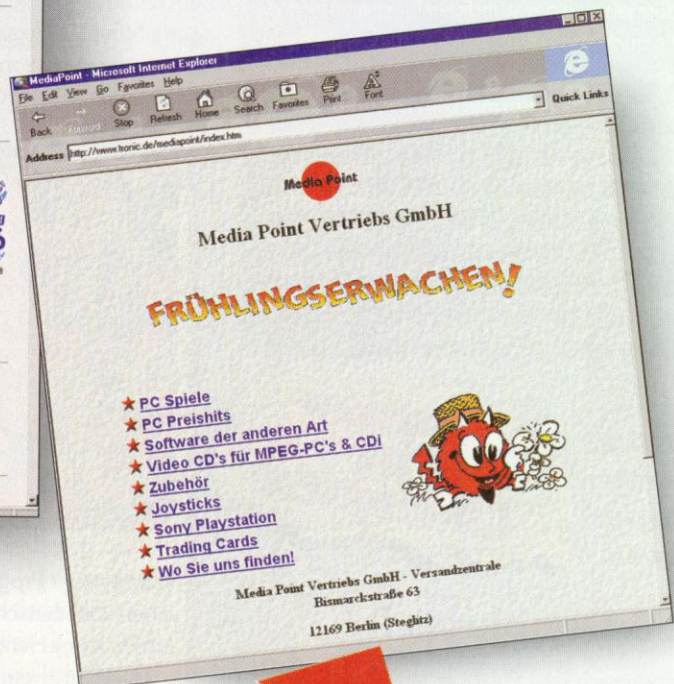 MediaPoint - Microsoft Internet Explorer
File Edit View Go Favorites Help
Back Forward Stop Refresh Home Search Favorites Print Font
Quick Links
Address http://www.tronic.de/mediapoint/index.htm
Media Point
Media Point Vertriebs GmbH
FRÜHLINGSERWACHEN!
PC Spiele
PC Preishits
Software der anderen Art
Video CD's für MPEG-PC's & CDi
Zubehör
Joysticks
Sony Playstation
Trading Cards
Wo Sie uns finden!
Media Point Vertriebs GmbH - Versandzentrale
Bismarckstraße 63
12169 Berlin (Steglitz)